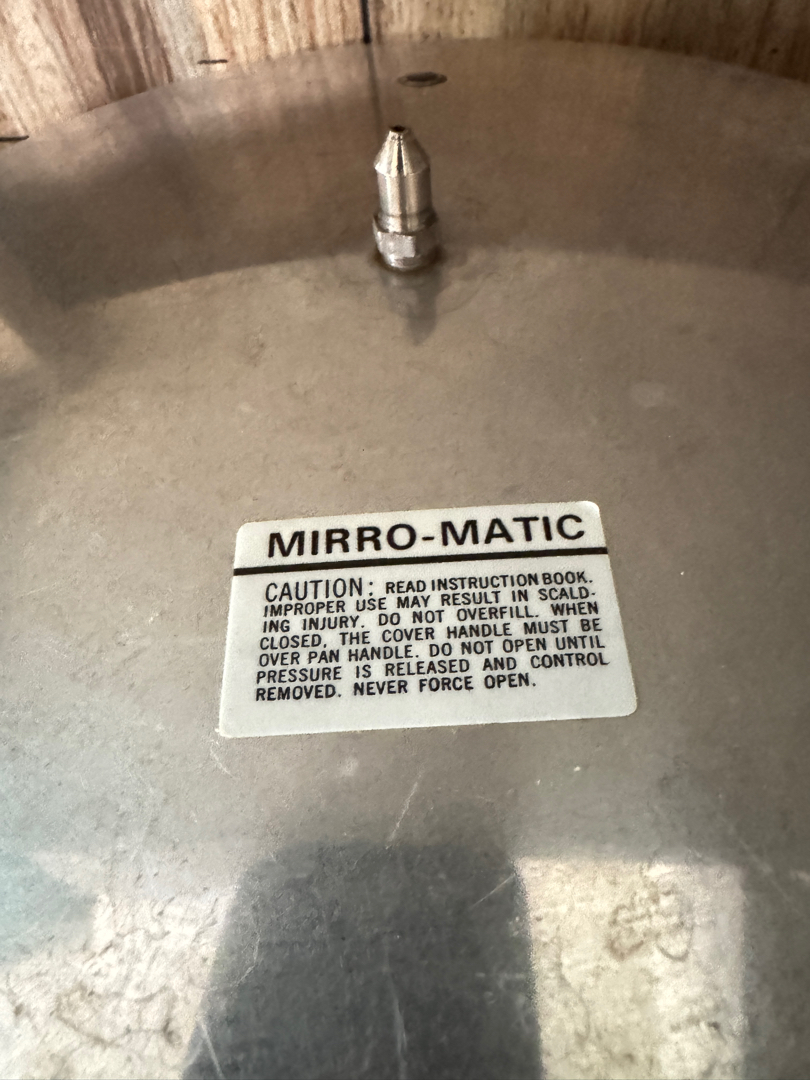 MIRRO-MATIC
CAUTION: READ INSTRUCTION BOOK.
IMPROPER USE MAY RESULT IN SCALD-
ING INJURY. DO NOT OVERFILL. WHEN
CLOSED, THE COVER HANDLE MUST BE
OVER PAN HANDLE. DO NOT OPEN UNTIL
PRESSURE IS RELEASED AND CONTROL
REMOVED. NEVER FORCE OPEN.